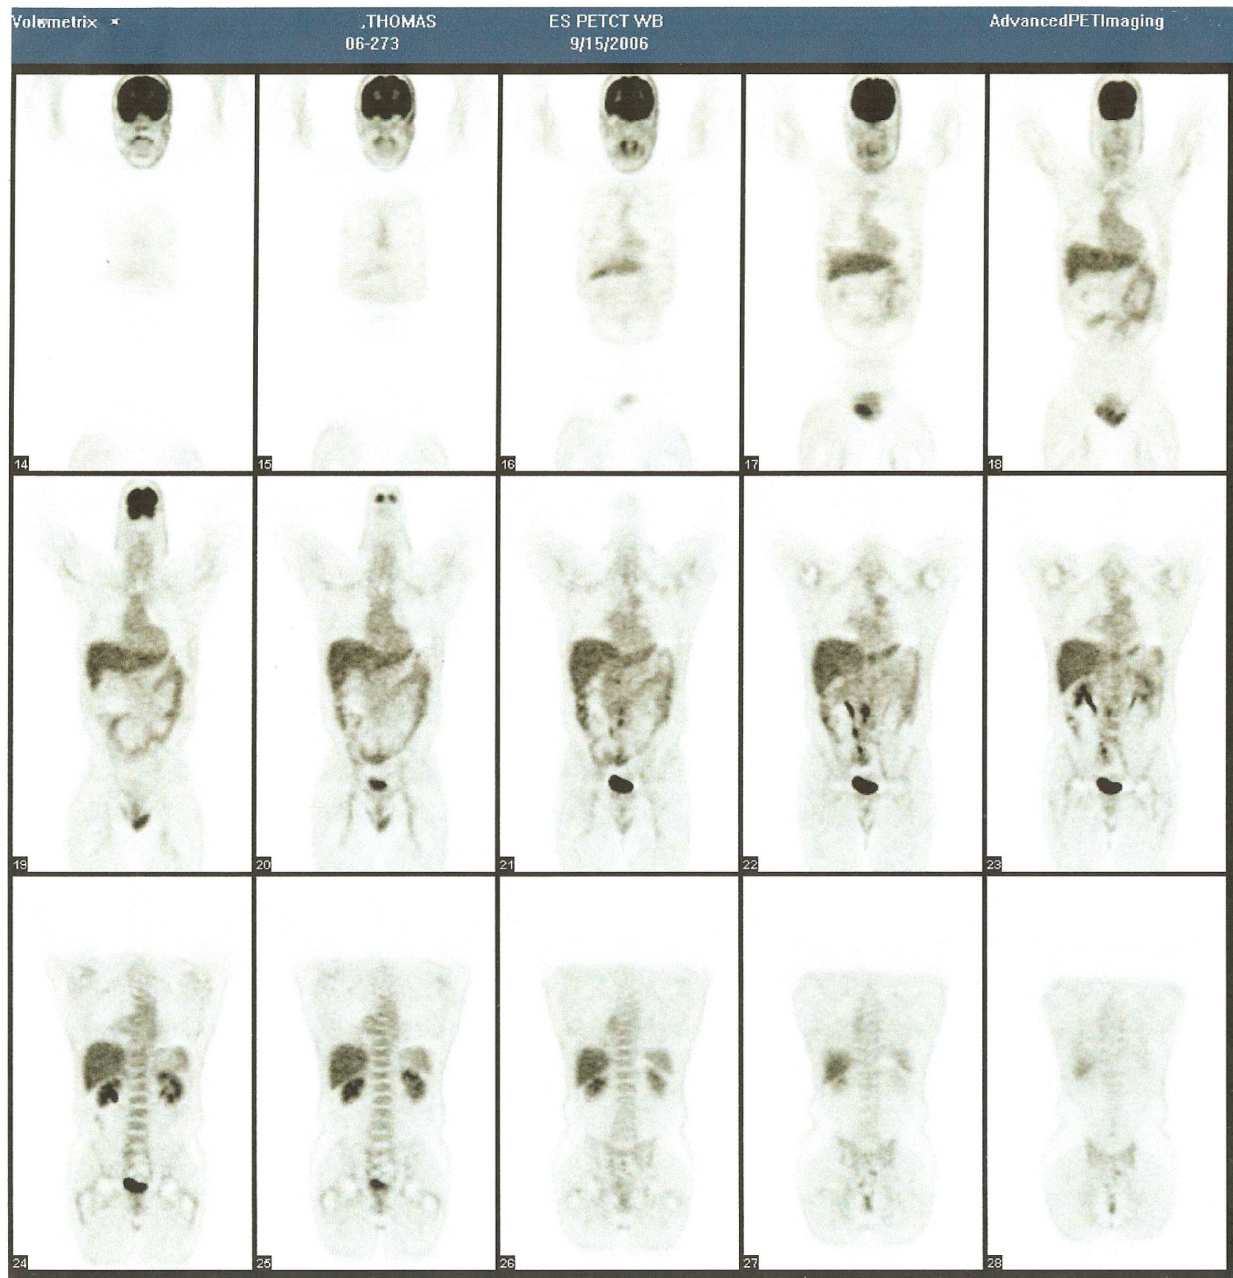 Volumetrix ,THOMAS ES PETCT WB AdvancedPETImaging
06-273 9/15/2006
14 15 16 17 18
19 20 21 22 23
24 25 26 27 28